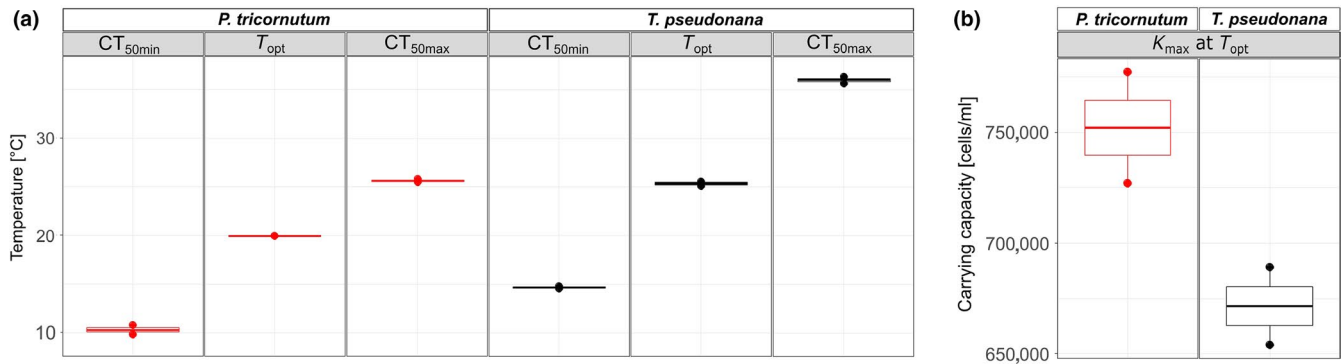 (a)
P. tricornutum
T. pseudonana
CT50min
Topt
CT50max
CT50min
Topt
CT50max
Temperature [°C]
30
20
10
(b)
P. tricornutum
T. pseudonana
Kmax at Topt
Carrying capacity [cells/ml]
750,000
700,000
650,000